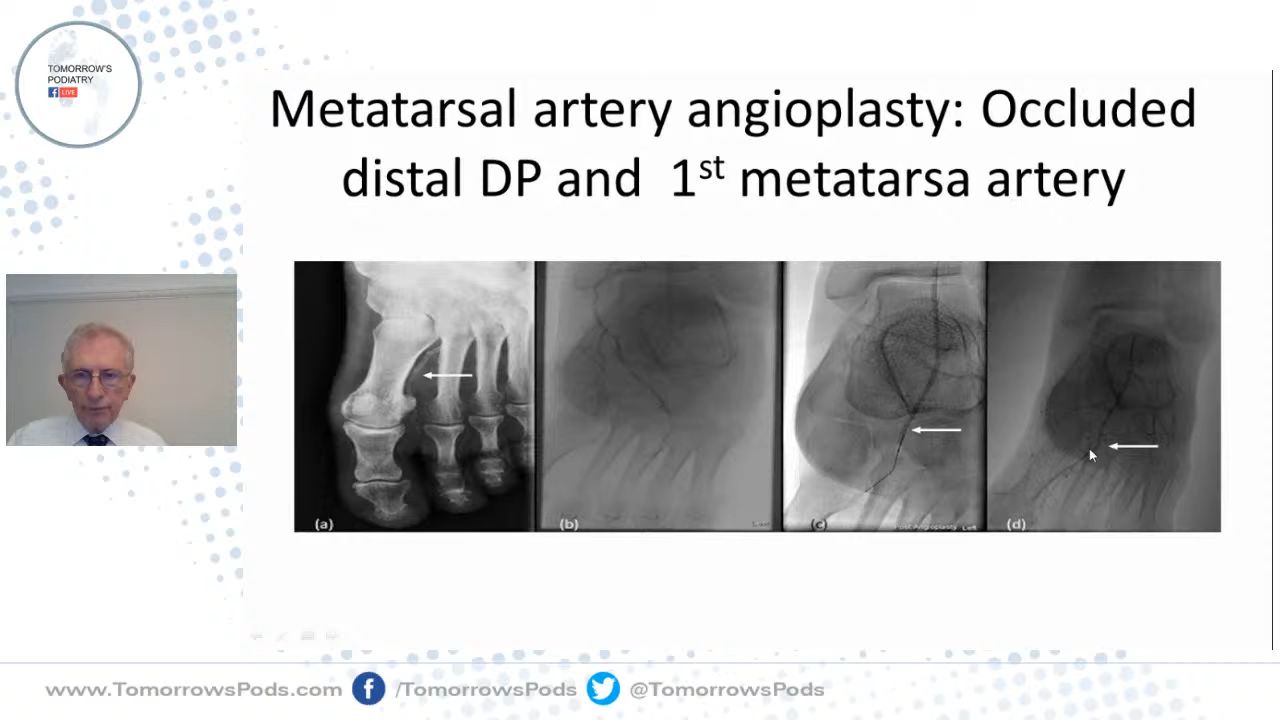 TOMORROW'S
PODIATRY
f LIVE
Metatarsal artery angioplasty: Occluded
distal DP and 1st metatarsa artery
(a)
(b)
Left
(c)
Post Angioplasty Left
(d)
www.TomorrowsPods.com f /TomorrowsPods @TomorrowsPods